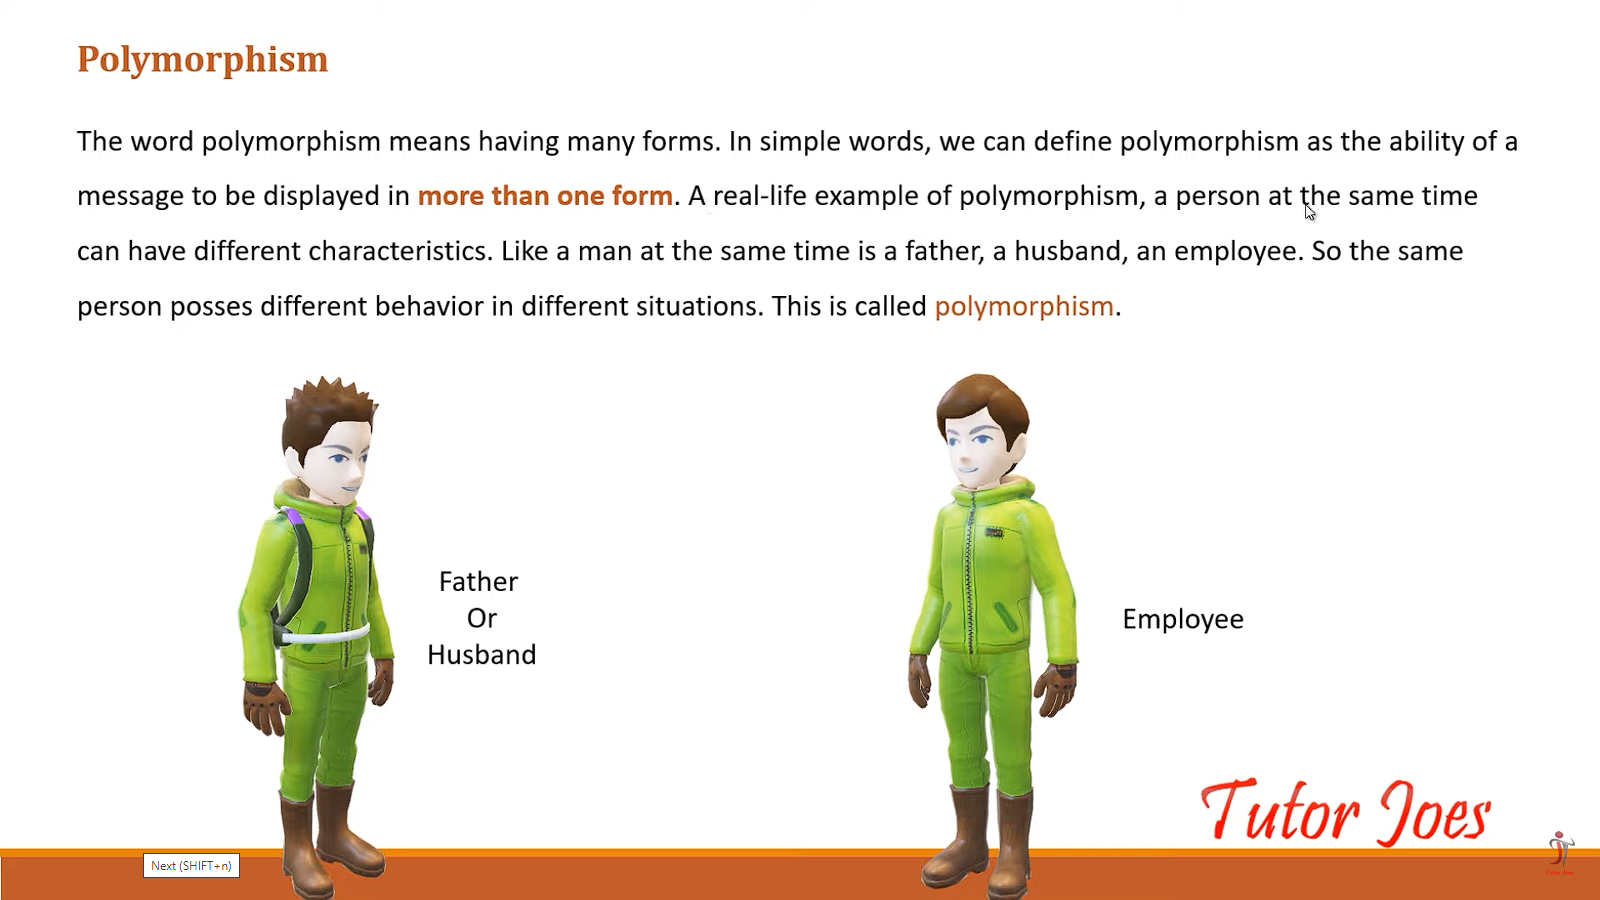 Polymorphism
The word polymorphism means having many forms. In simple words, we can define polymorphism as the ability of a
message to be displayed in more than one form. A real-life example of polymorphism, a person at the same time
can have different characteristics. Like a man at the same time is a father, a husband, an employee. So the same
person posses different behavior in different situations. This is called polymorphism.
Father
Or
Husband
Employee
Tutor Joes
Next (SHIFT+n)
Tutor Joes